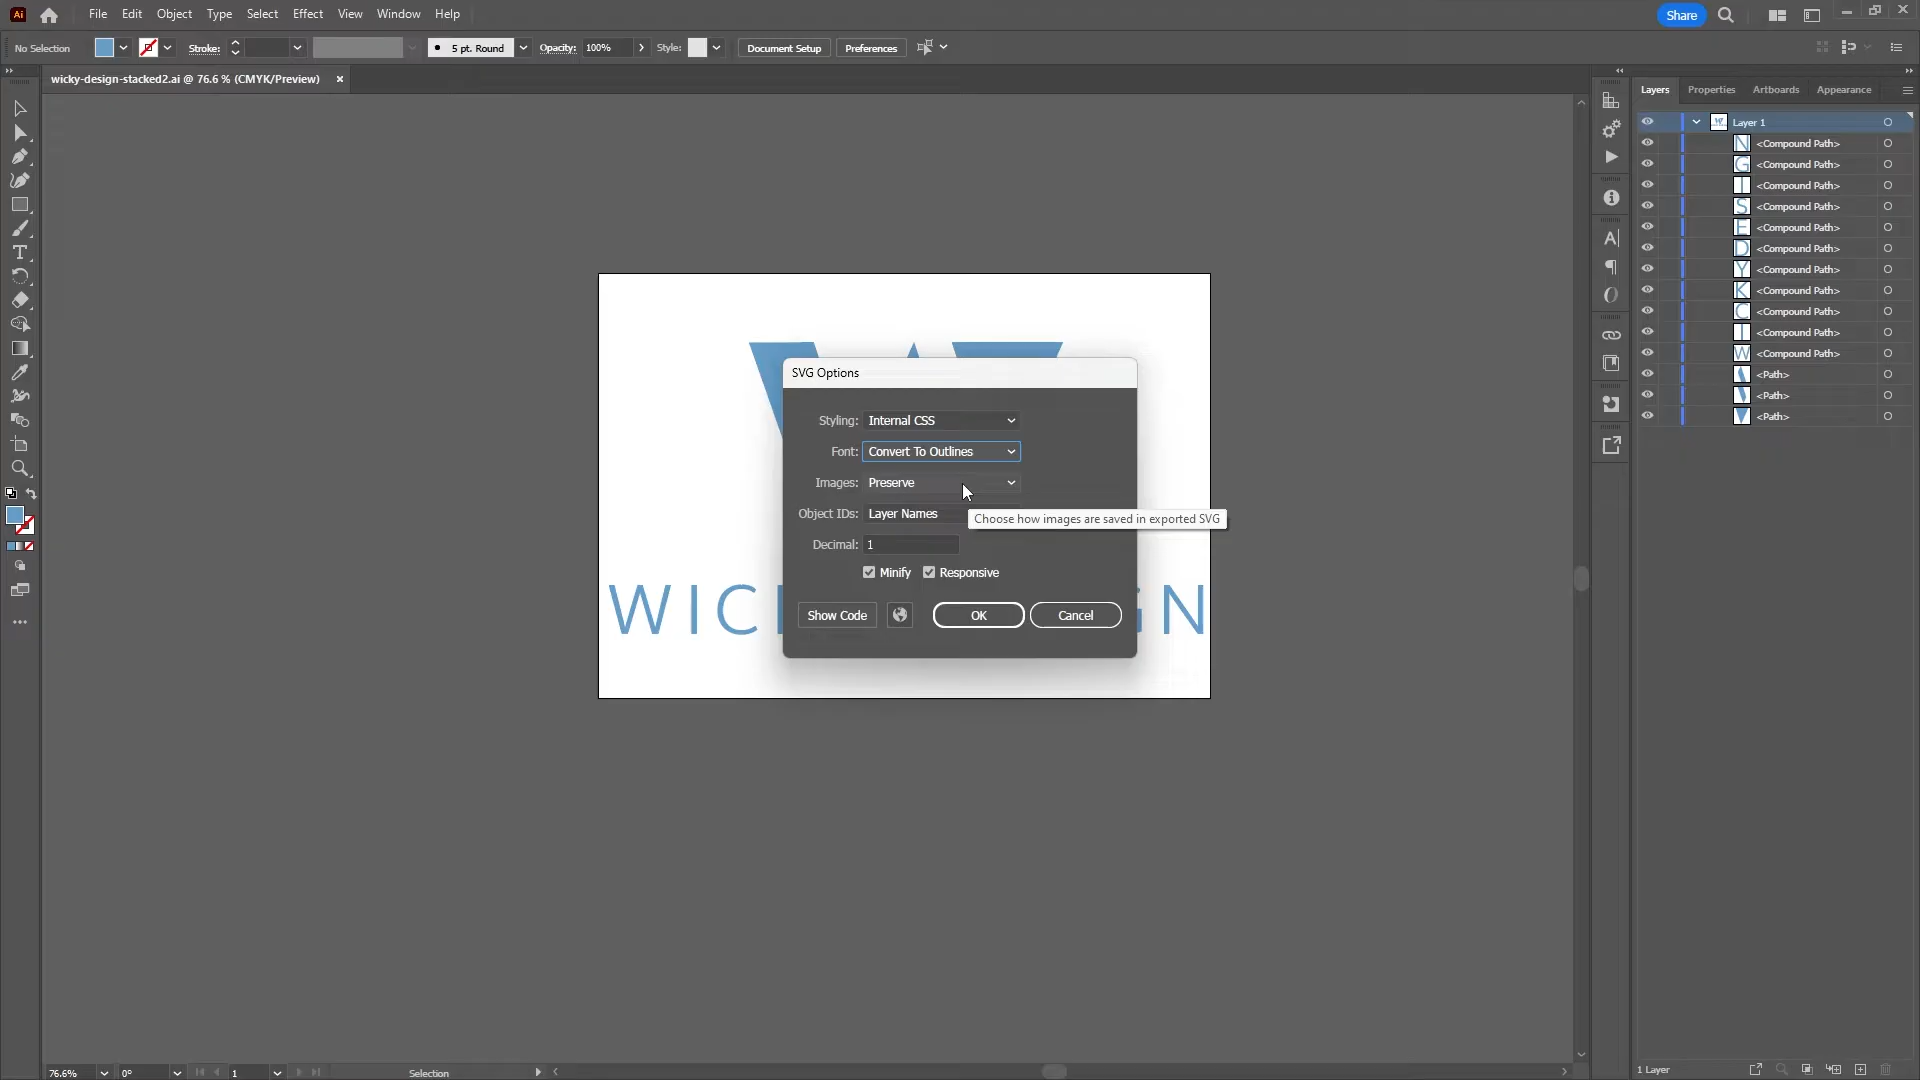 Ai File Edit Object Type Select Effect View Window Help Share
No Selection Stroke: 5 pt. Round Opacity: 100% Style: Document Setup Preferences
wicky-design-stacked2.ai @ 76.6 % (CMYK/Preview)
Layers Properties Artboards Appearance
Layer 1
<Compound Path>
<Compound Path>
<Compound Path>
<Compound Path>
<Compound Path>
<Compound Path>
<Compound Path>
<Compound Path>
<Compound Path>
<Compound Path>
<Compound Path>
<Path>
<Path>
<Path>
SVG Options
Styling: Internal CSS
Font: Convert To Outlines
Images: Preserve
Object IDs: Layer Names
Choose how images are saved in exported SVG
Decimal: 1
Minify Responsive
Show Code OK Cancel
WIC GN
76.6% 0° 1 Selection
1 Layer